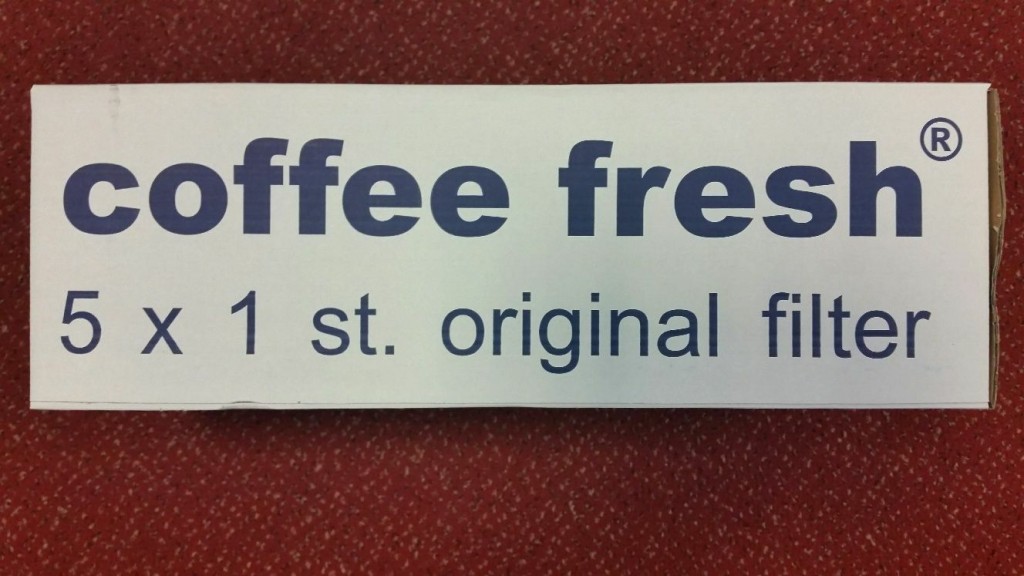 coffee fresh®
5 x 1 st. original filter